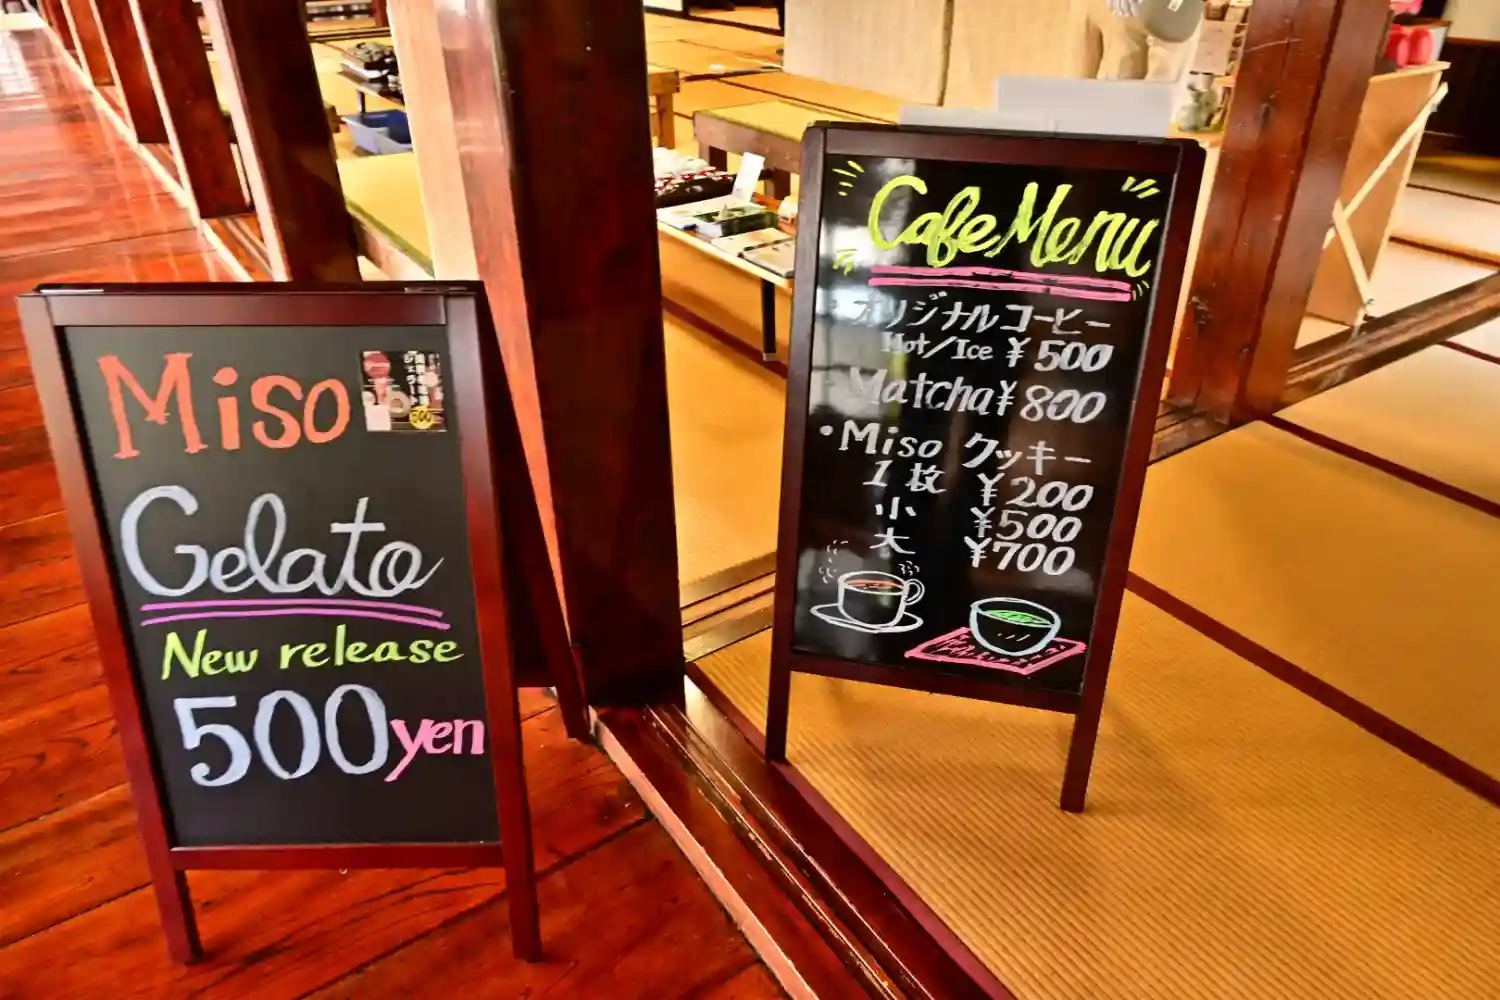 Miso
Gelato
New release
500yen
500
Cafe Menu
・オリジナルコーヒー
Hot/Ice ¥500
・Matcha ¥800
・Miso クッキー
1枚 ¥200
小 ¥500
大 ¥700